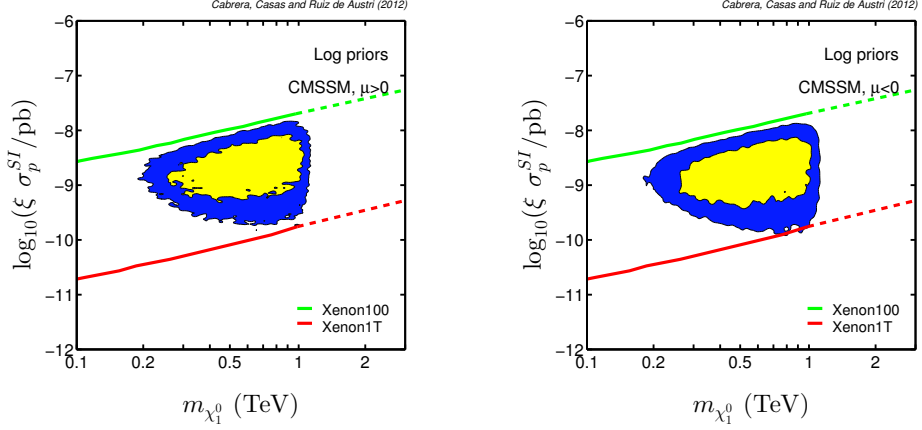 Cabrera, Casas and Ruiz de Austri (2012)
−6
−7
−8
−9
−10
−11
−12
log₁₀(ξ σₚˢᴵ/pb)
Log priors
CMSSM, μ>0
Xenon100
Xenon1T
0.1 0.2 0.5 1 2
m_χ₁⁰ (TeV)
Cabrera, Casas and Ruiz de Austri (2012)
−6
−7
−8
−9
−10
−11
−12
log₁₀(ξ σₚˢᴵ/pb)
Log priors
CMSSM, μ<0
Xenon100
Xenon1T
0.1 0.2 0.5 1 2
m_χ₁⁰ (TeV)